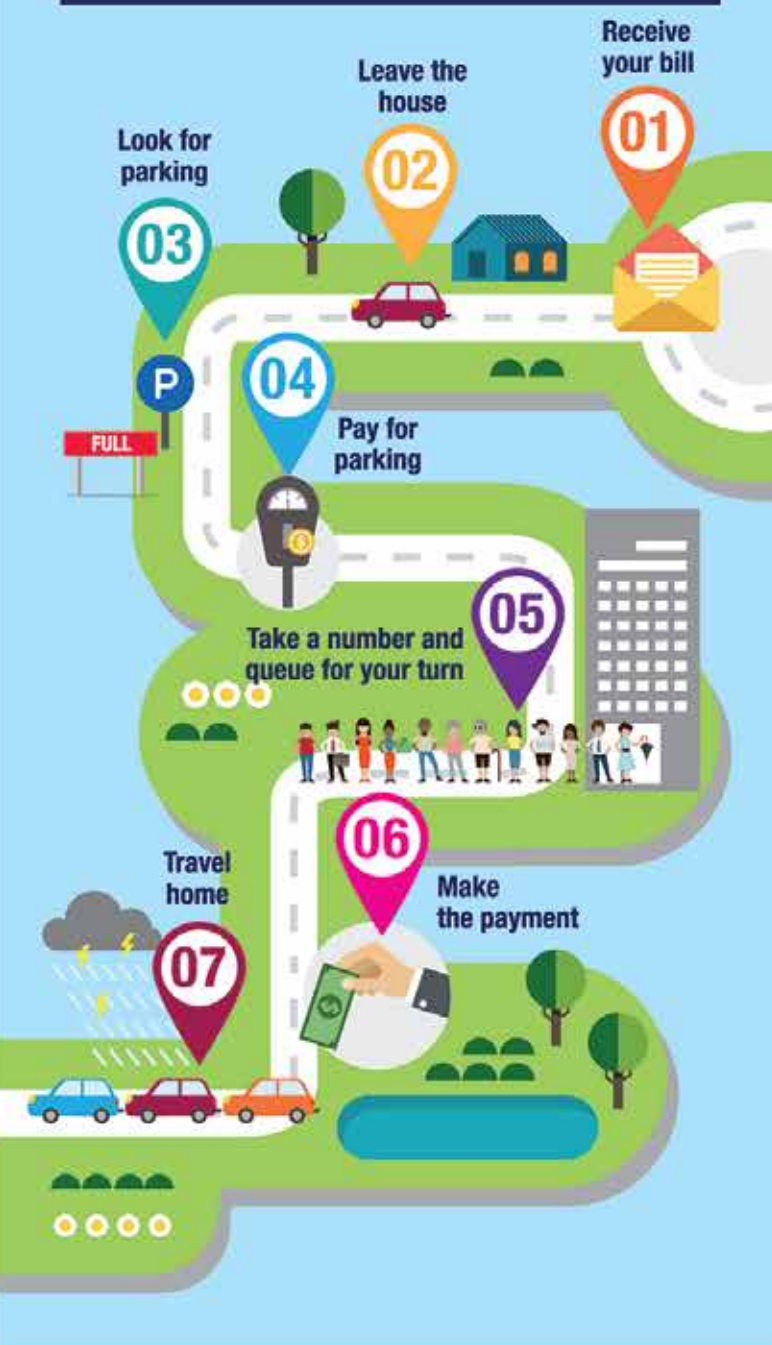 Receive
your bill
01
Leave the
house
02
Look for
parking
03
P
FULL
04
Pay for
parking
$
05
Take a number and
queue for your turn
06
Make
the payment
$
Travel
home
07